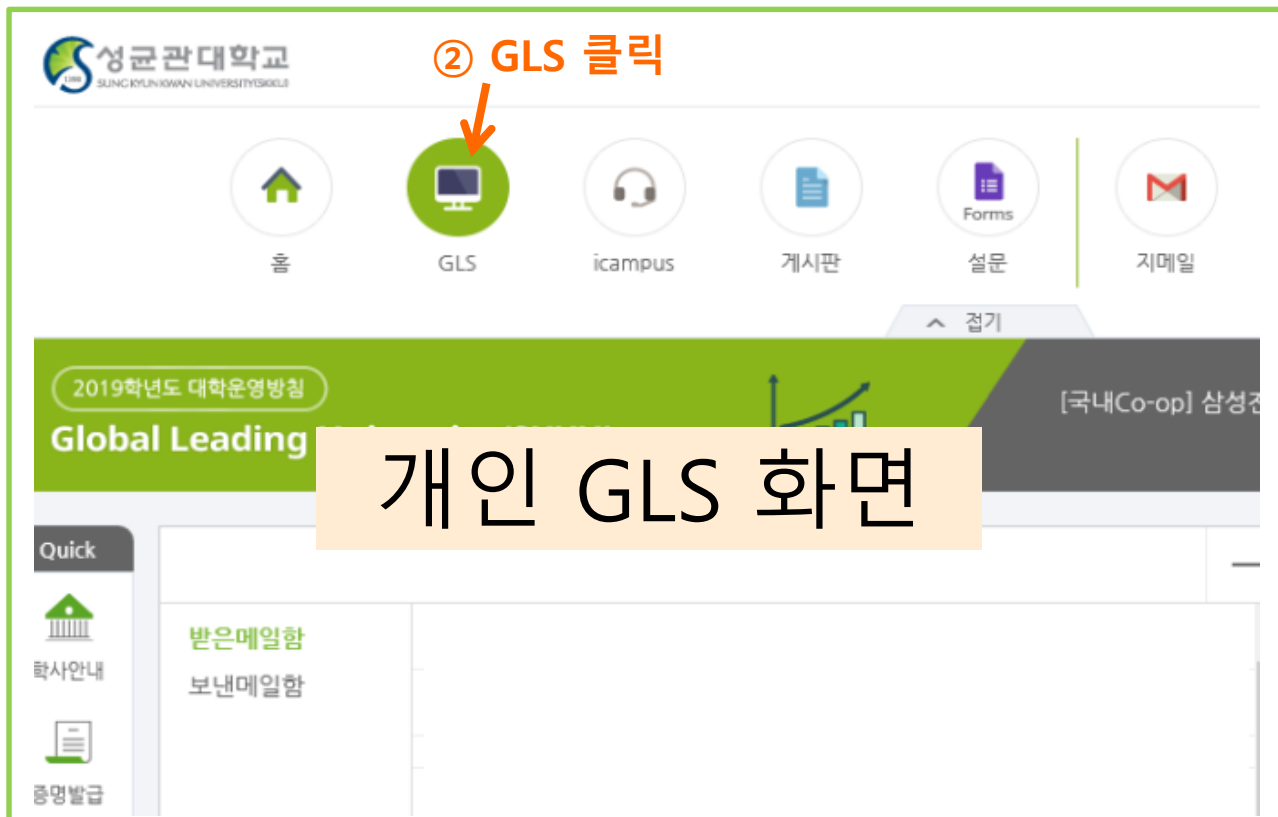 성균관대학교
SUNG KYUN KWAN UNIVERSITY(SKKU)
② GLS 클릭
홈
GLS
icampus
게시판
Forms
설문
지메일
접기
2019학년도 대학운영방침
Global Leading
[국내Co-op] 삼성전
개인 GLS 화면
Quick
받은메일함
보낸메일함
학사안내
증명발급